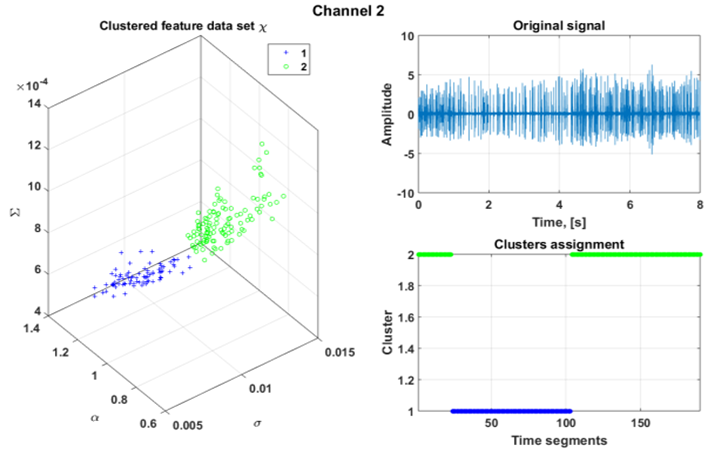 Channel 2
Clustered feature data set χ
1
2
×10⁻⁴
14
12
10
8
6
4
Σ
1.4
1.2
1
0.8
0.6
α
0.005
0.01
0.015
σ
Original signal
10
5
0
-5
-10
Amplitude
0 2 4 6 8
Time, [s]
Clusters assignment
2
1.8
1.6
1.4
1.2
1
Cluster
50 100 150
Time segments